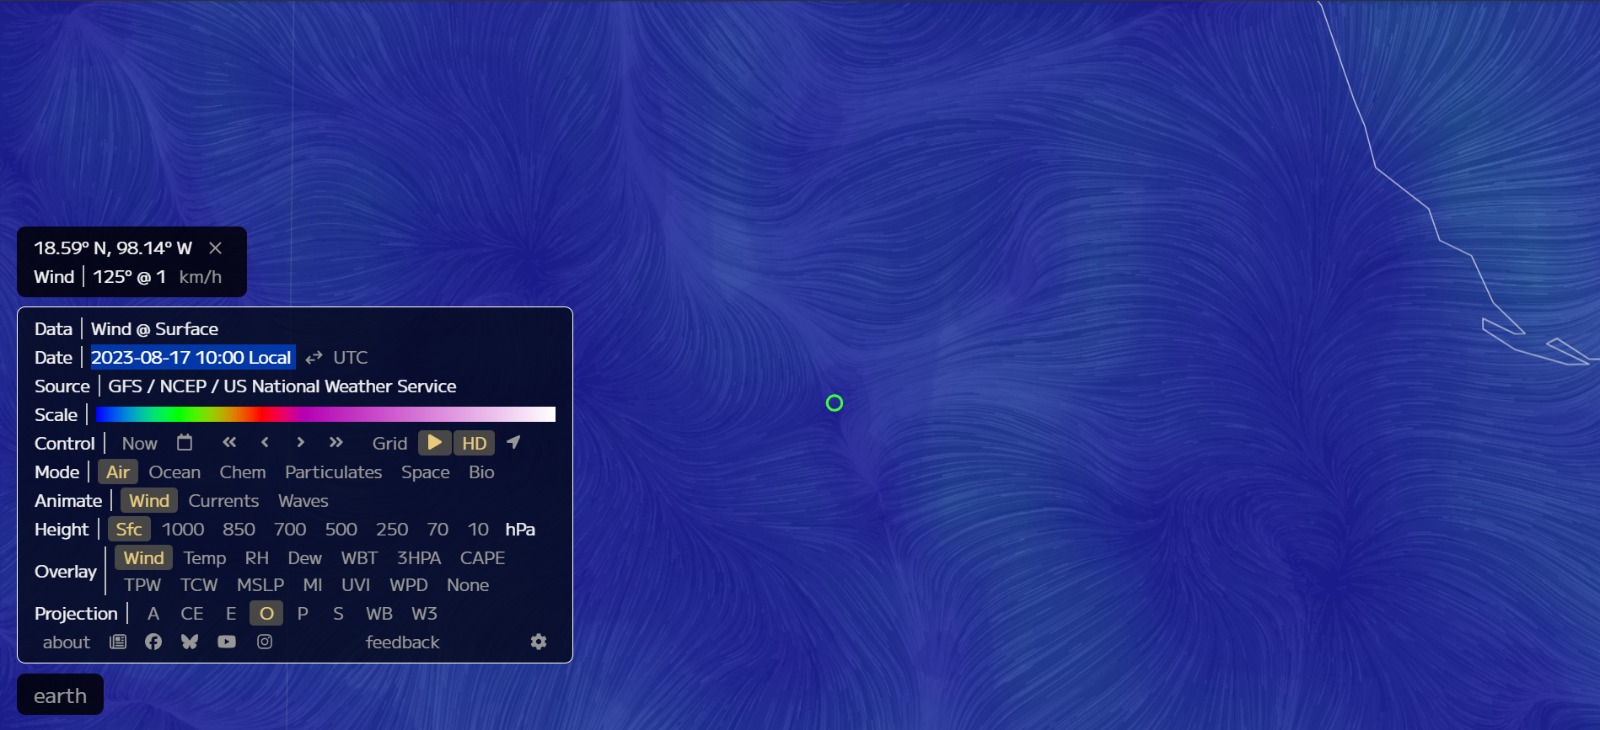 18.59° N, 98.14° W ×
Wind | 125° @ 1 km/h
Data | Wind @ Surface
Date | 2023-08-17 10:00 Local ⇄ UTC
Source | GFS / NCEP / US National Weather Service
Scale |
Control | Now « ‹ › » Grid HD
Mode | Air Ocean Chem Particulates Space Bio
Animate | Wind Currents Waves
Height | Sfc 1000 850 700 500 250 70 10 hPa
Overlay | Wind Temp RH Dew WBT 3HPA CAPE
TPW TCW MSLP MI UVI WPD None
Projection | A CE E O P S WB W3
about feedback
earth